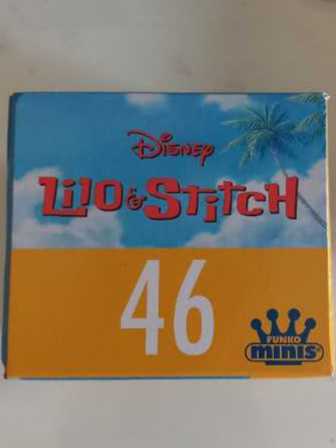 Disney
Lilo & Stitch
46
FUNKO
minis